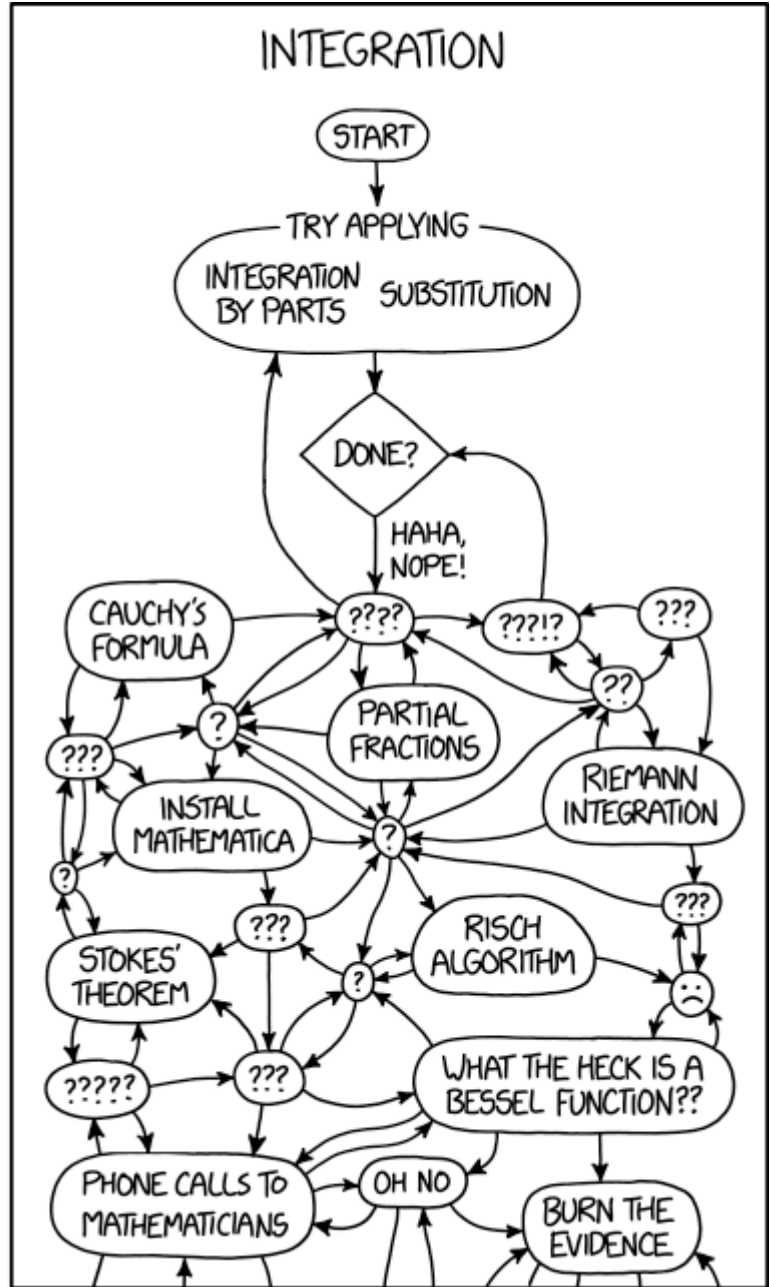 INTEGRATION
START
TRY APPLYING
INTEGRATION
BY PARTS
SUBSTITUTION
DONE?
HAHA,
NOPE!
CAUCHY'S
FORMULA
????
???!?
???
??
?
PARTIAL
FRACTIONS
???
INSTALL
MATHEMATICA
RIEMANN
INTEGRATION
?
?
???
???
RISCH
ALGORITHM
STOKES'
THEOREM
?
?????
???
WHAT THE HECK IS A
BESSEL FUNCTION??
PHONE CALLS TO
MATHEMATICIANS
OH NO
BURN THE
EVIDENCE